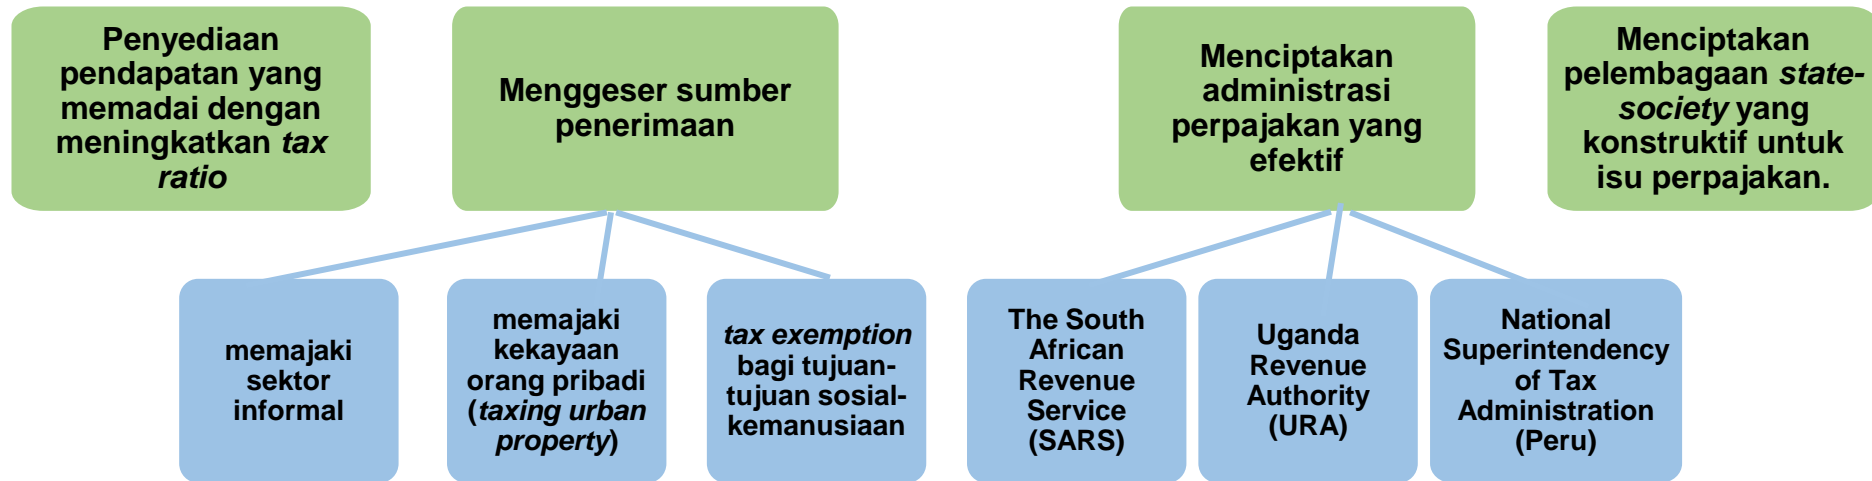 Penyediaan
pendapatan yang
memadai dengan
meningkatkan tax
ratio
Menggeser sumber
penerimaan
Menciptakan
administrasi
perpajakan yang
efektif
Menciptakan
pelembagaan state-
society yang
konstruktif untuk
isu perpajakan.
memajaki
sektor
informal
memajaki
kekayaan
orang pribadi
(taxing urban
property)
tax exemption
bagi tujuan-
tujuan sosial-
kemanusiaan
The South
African
Revenue
Service
(SARS)
Uganda
Revenue
Authority
(URA)
National
Superintendency
of Tax
Administration
(Peru)